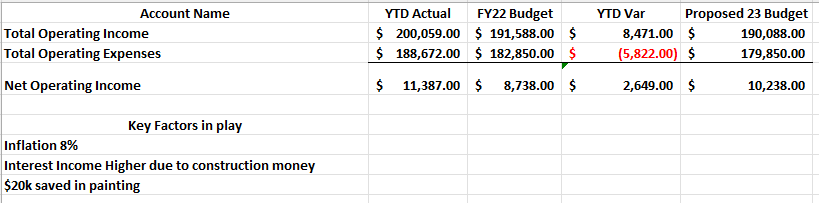 Account Name YTD Actual FY22 Budget YTD Var Proposed 23 Budget
Total Operating Income $ 200,059.00 $ 191,588.00 $ 8,471.00 $ 190,088.00
Total Operating Expenses $ 188,672.00 $ 182,850.00 $ (5,822.00) $ 179,850.00
Net Operating Income $ 11,387.00 $ 8,738.00 $ 2,649.00 $ 10,238.00
Key Factors in play
Inflation 8%
Interest Income Higher due to construction money
$20k saved in painting